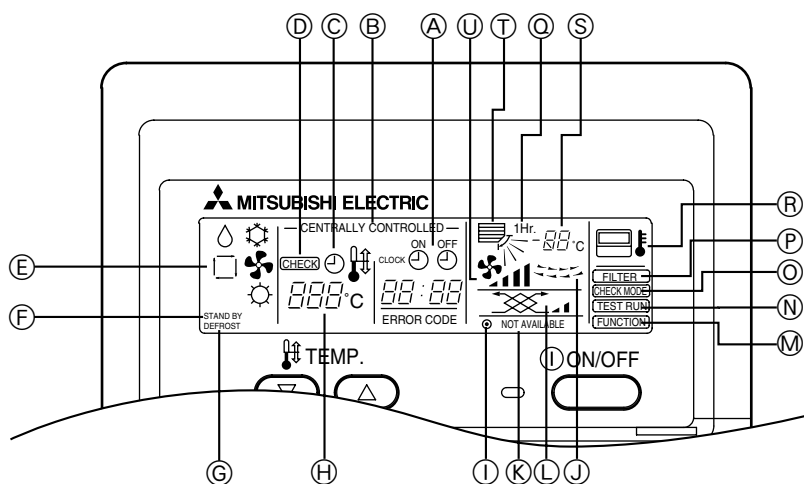 Ⓓ Ⓒ Ⓑ Ⓐ Ⓤ Ⓣ Ⓠ Ⓢ
MITSUBISHI ELECTRIC
CENTRALLY CONTROLLED
1Hr.
88°C
Ⓡ
ON OFF
CHECK
CLOCK
Ⓔ
FILTER
Ⓟ
888°C
88:88
CHECK MODE
Ⓞ
TEST RUN
Ⓝ
Ⓕ
STAND BY
DEFROST
ERROR CODE
NOT AVAILABLE
FUNCTION
Ⓜ
TEMP.
Ⓘ ON/OFF
Ⓖ Ⓗ Ⓘ Ⓚ Ⓛ Ⓙ